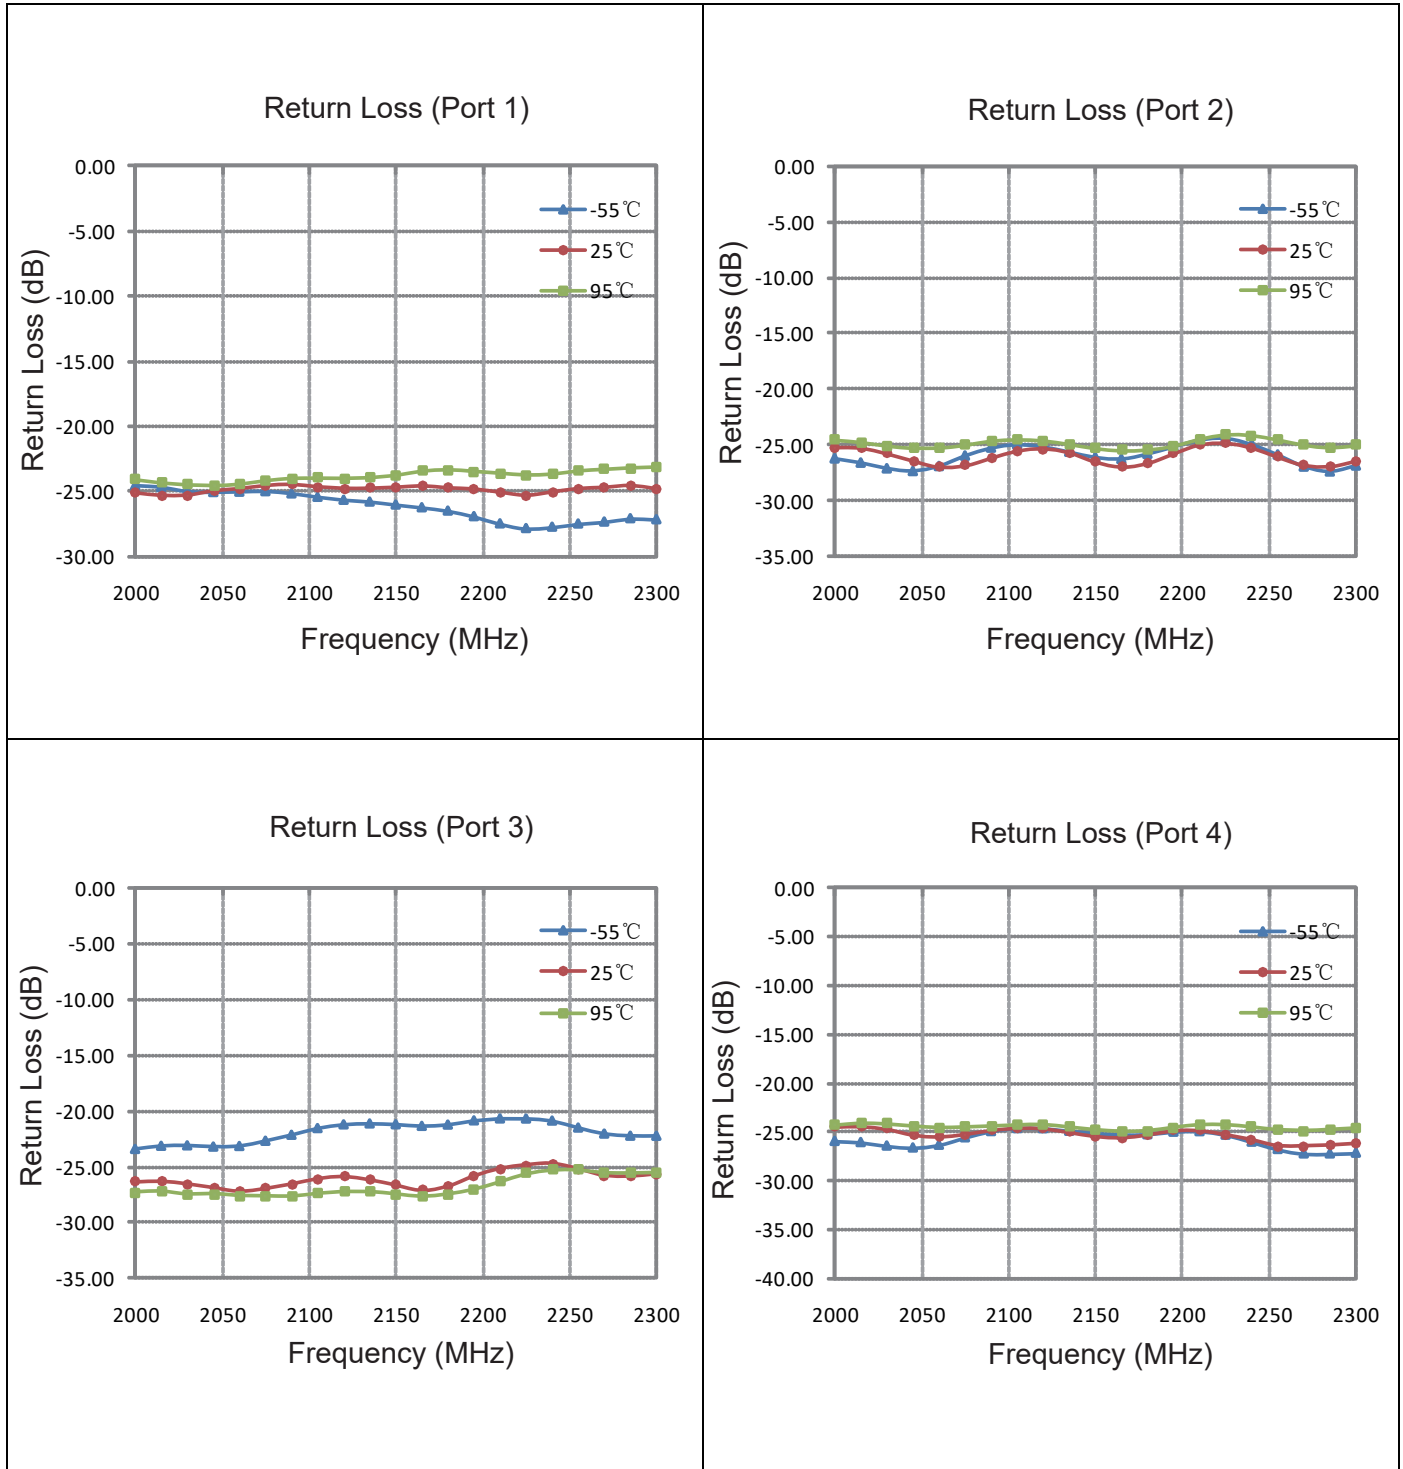 Return Loss (Port 1)
0.00
-5.00
-10.00
-15.00
-20.00
-25.00
-30.00
Return Loss (dB)
-55℃
25℃
95℃
2000 2050 2100 2150 2200 2250 2300
Frequency (MHz)
Return Loss (Port 2)
0.00
-5.00
-10.00
-15.00
-20.00
-25.00
-30.00
-35.00
Return Loss (dB)
-55℃
25℃
95℃
2000 2050 2100 2150 2200 2250 2300
Frequency (MHz)
Return Loss (Port 3)
0.00
-5.00
-10.00
-15.00
-20.00
-25.00
-30.00
-35.00
Return Loss (dB)
-55℃
25℃
95℃
2000 2050 2100 2150 2200 2250 2300
Frequency (MHz)
Return Loss (Port 4)
0.00
-5.00
-10.00
-15.00
-20.00
-25.00
-30.00
-35.00
-40.00
Return Loss (dB)
-55℃
25℃
95℃
2000 2050 2100 2150 2200 2250 2300
Frequency (MHz)